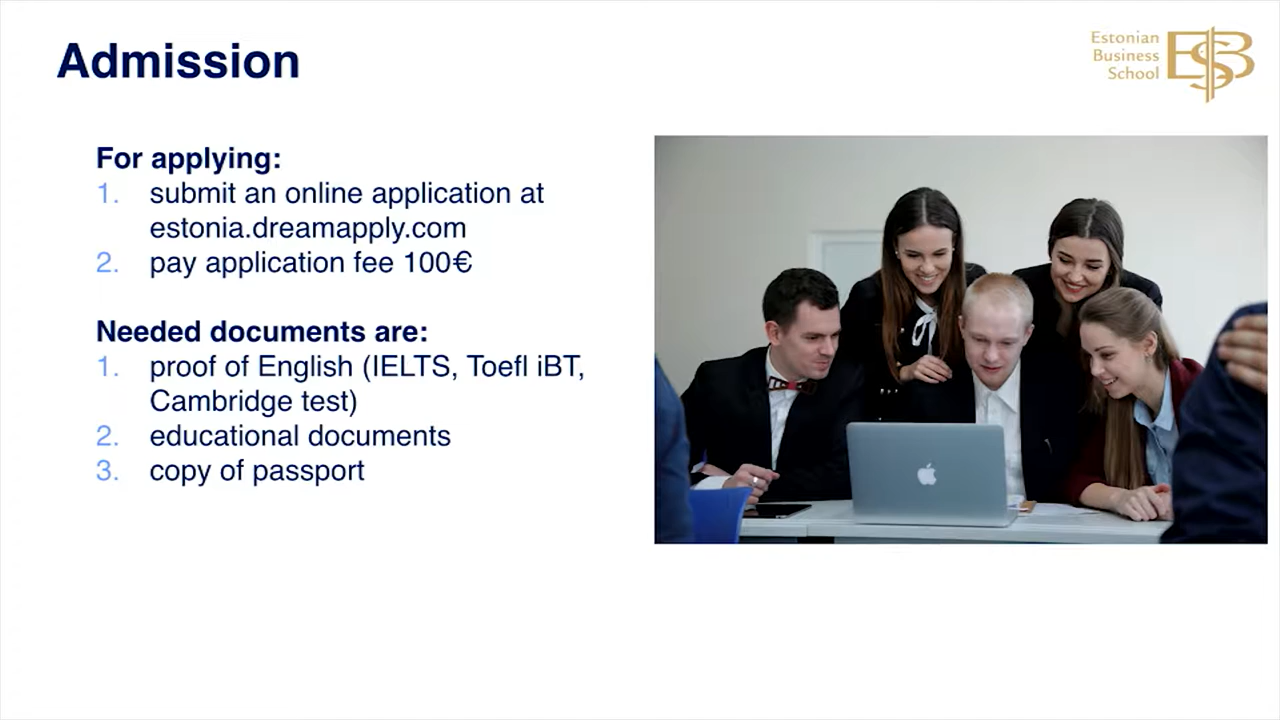 Admission
Estonian
Business
School
EBS
For applying:
1. submit an online application at
estonia.dreamapply.com
2. pay application fee 100€
Needed documents are:
1. proof of English (IELTS, Toefl iBT,
Cambridge test)
2. educational documents
3. copy of passport